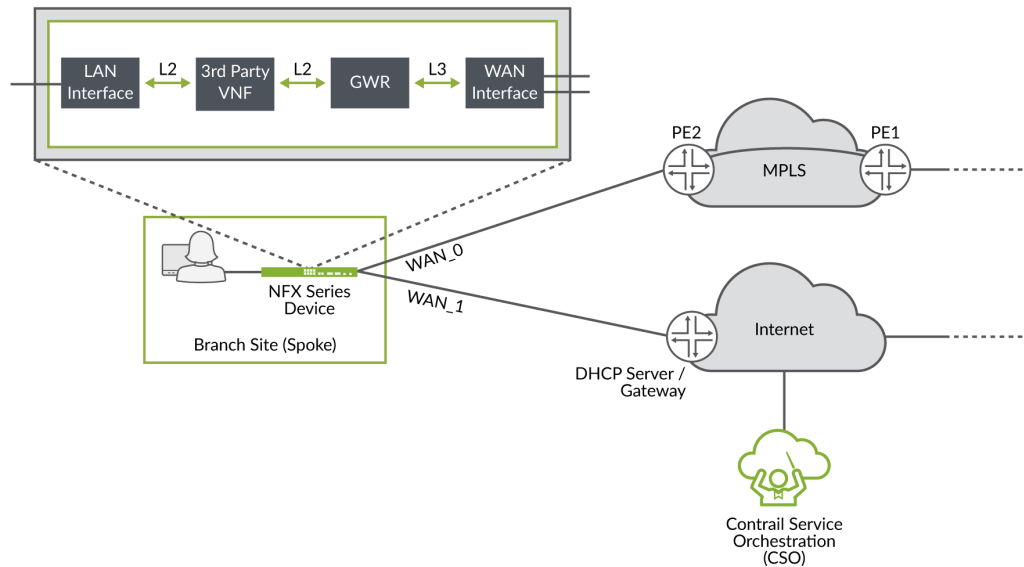 LAN
Interface
L2
3rd Party
VNF
L2
GWR
L3
WAN
Interface
PE2
PE1
MPLS
WAN_0
WAN_1
NFX Series
Device
Branch Site (Spoke)
Internet
DHCP Server /
Gateway
Contrail Service
Orchestration
(CSO)